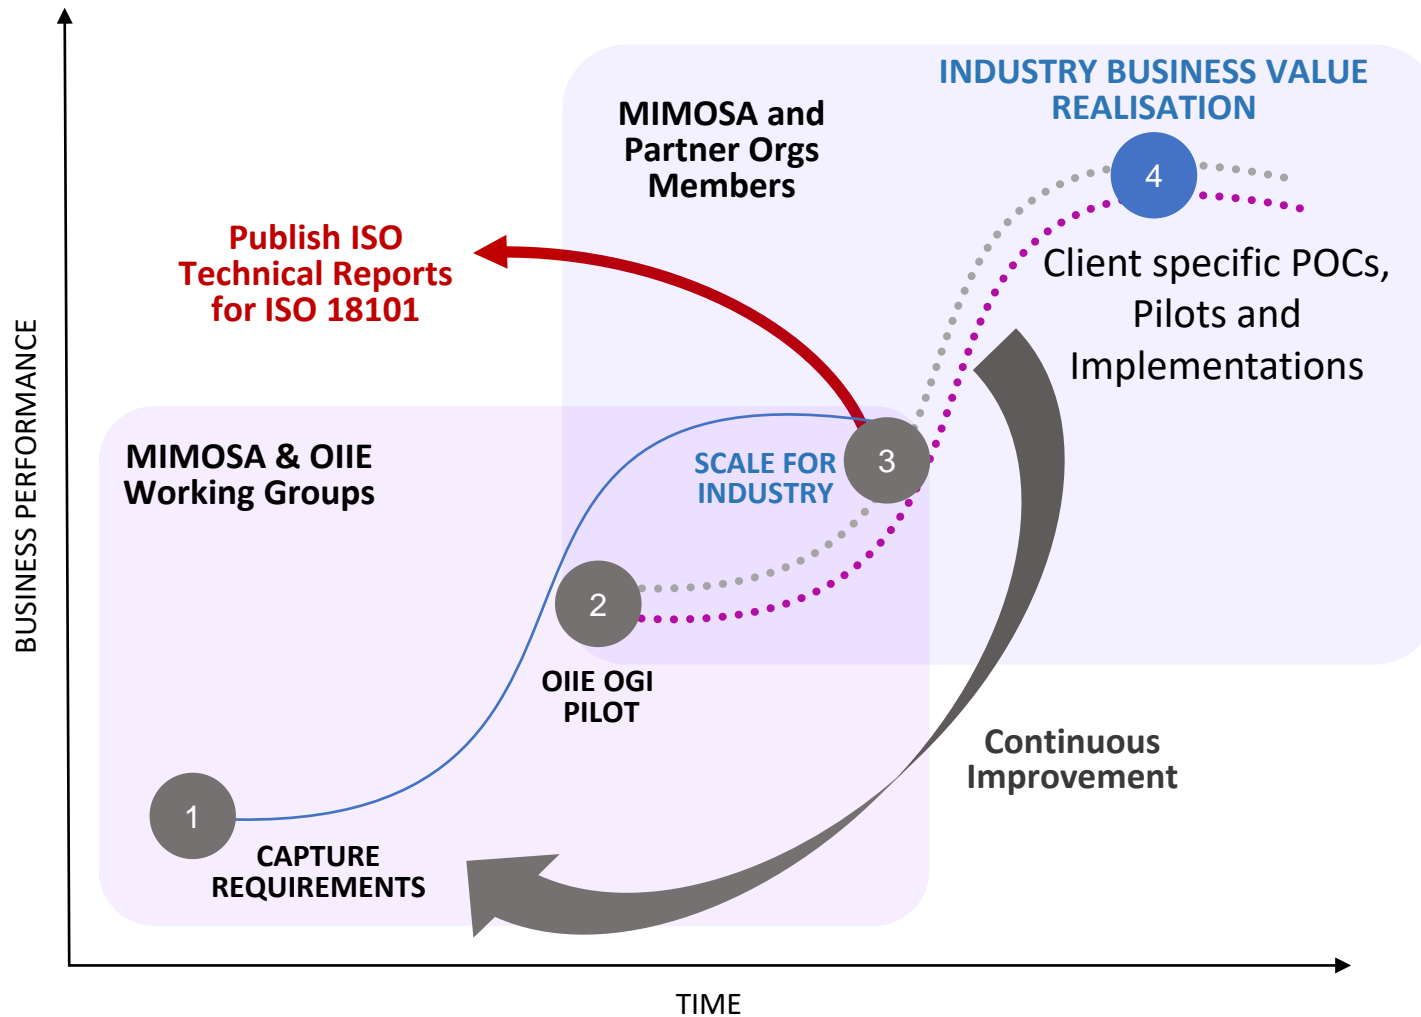 INDUSTRY BUSINESS VALUE
REALISATION
MIMOSA and
Partner Orgs
Members
4
Publish ISO
Technical Reports
for ISO 18101
Client specific POCs,
Pilots and
Implementations
BUSINESS PERFORMANCE
MIMOSA & OIIE
Working Groups
SCALE FOR
INDUSTRY
3
2
OIIE OGI
PILOT
Continuous
Improvement
1
CAPTURE
REQUIREMENTS
TIME